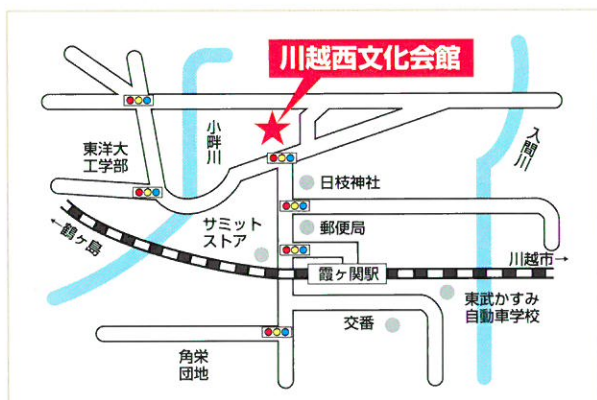 川越西文化会館
小畔川
入間川
東洋大
工学部
日枝神社
サミット
ストア
郵便局
←鶴ヶ島
川越市→
霞ヶ関駅
東武かすみ
自動車学校
交番
角栄
団地